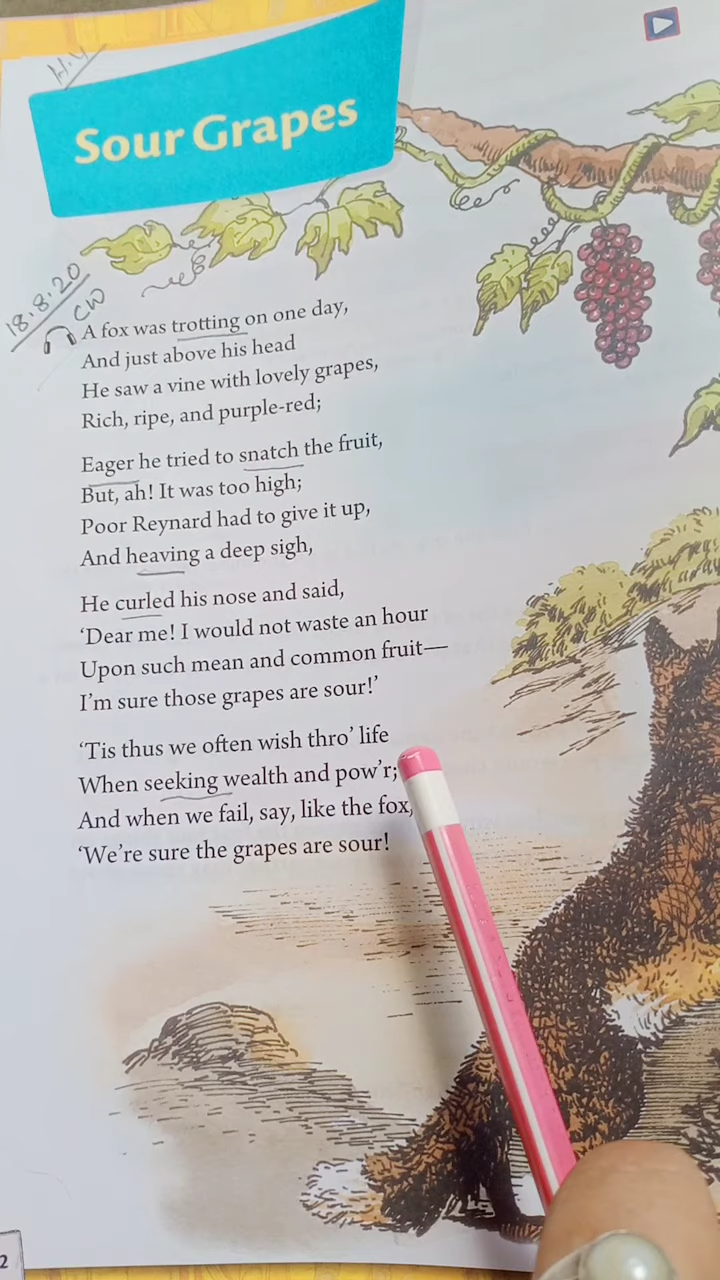 H.Y
Sour Grapes
18.8.20
CW
A fox was trotting on one day,
And just above his head
He saw a vine with lovely grapes,
Rich, ripe, and purple-red;
Eager he tried to snatch the fruit,
But, ah! It was too high;
Poor Reynard had to give it up,
And heaving a deep sigh,
He curled his nose and said,
‘Dear me! I would not waste an hour
Upon such mean and common fruit—
I’m sure those grapes are sour!’
‘Tis thus we often wish thro’ life
When seeking wealth and pow’r;
And when we fail, say, like the fox,
‘We’re sure the grapes are sour!
2